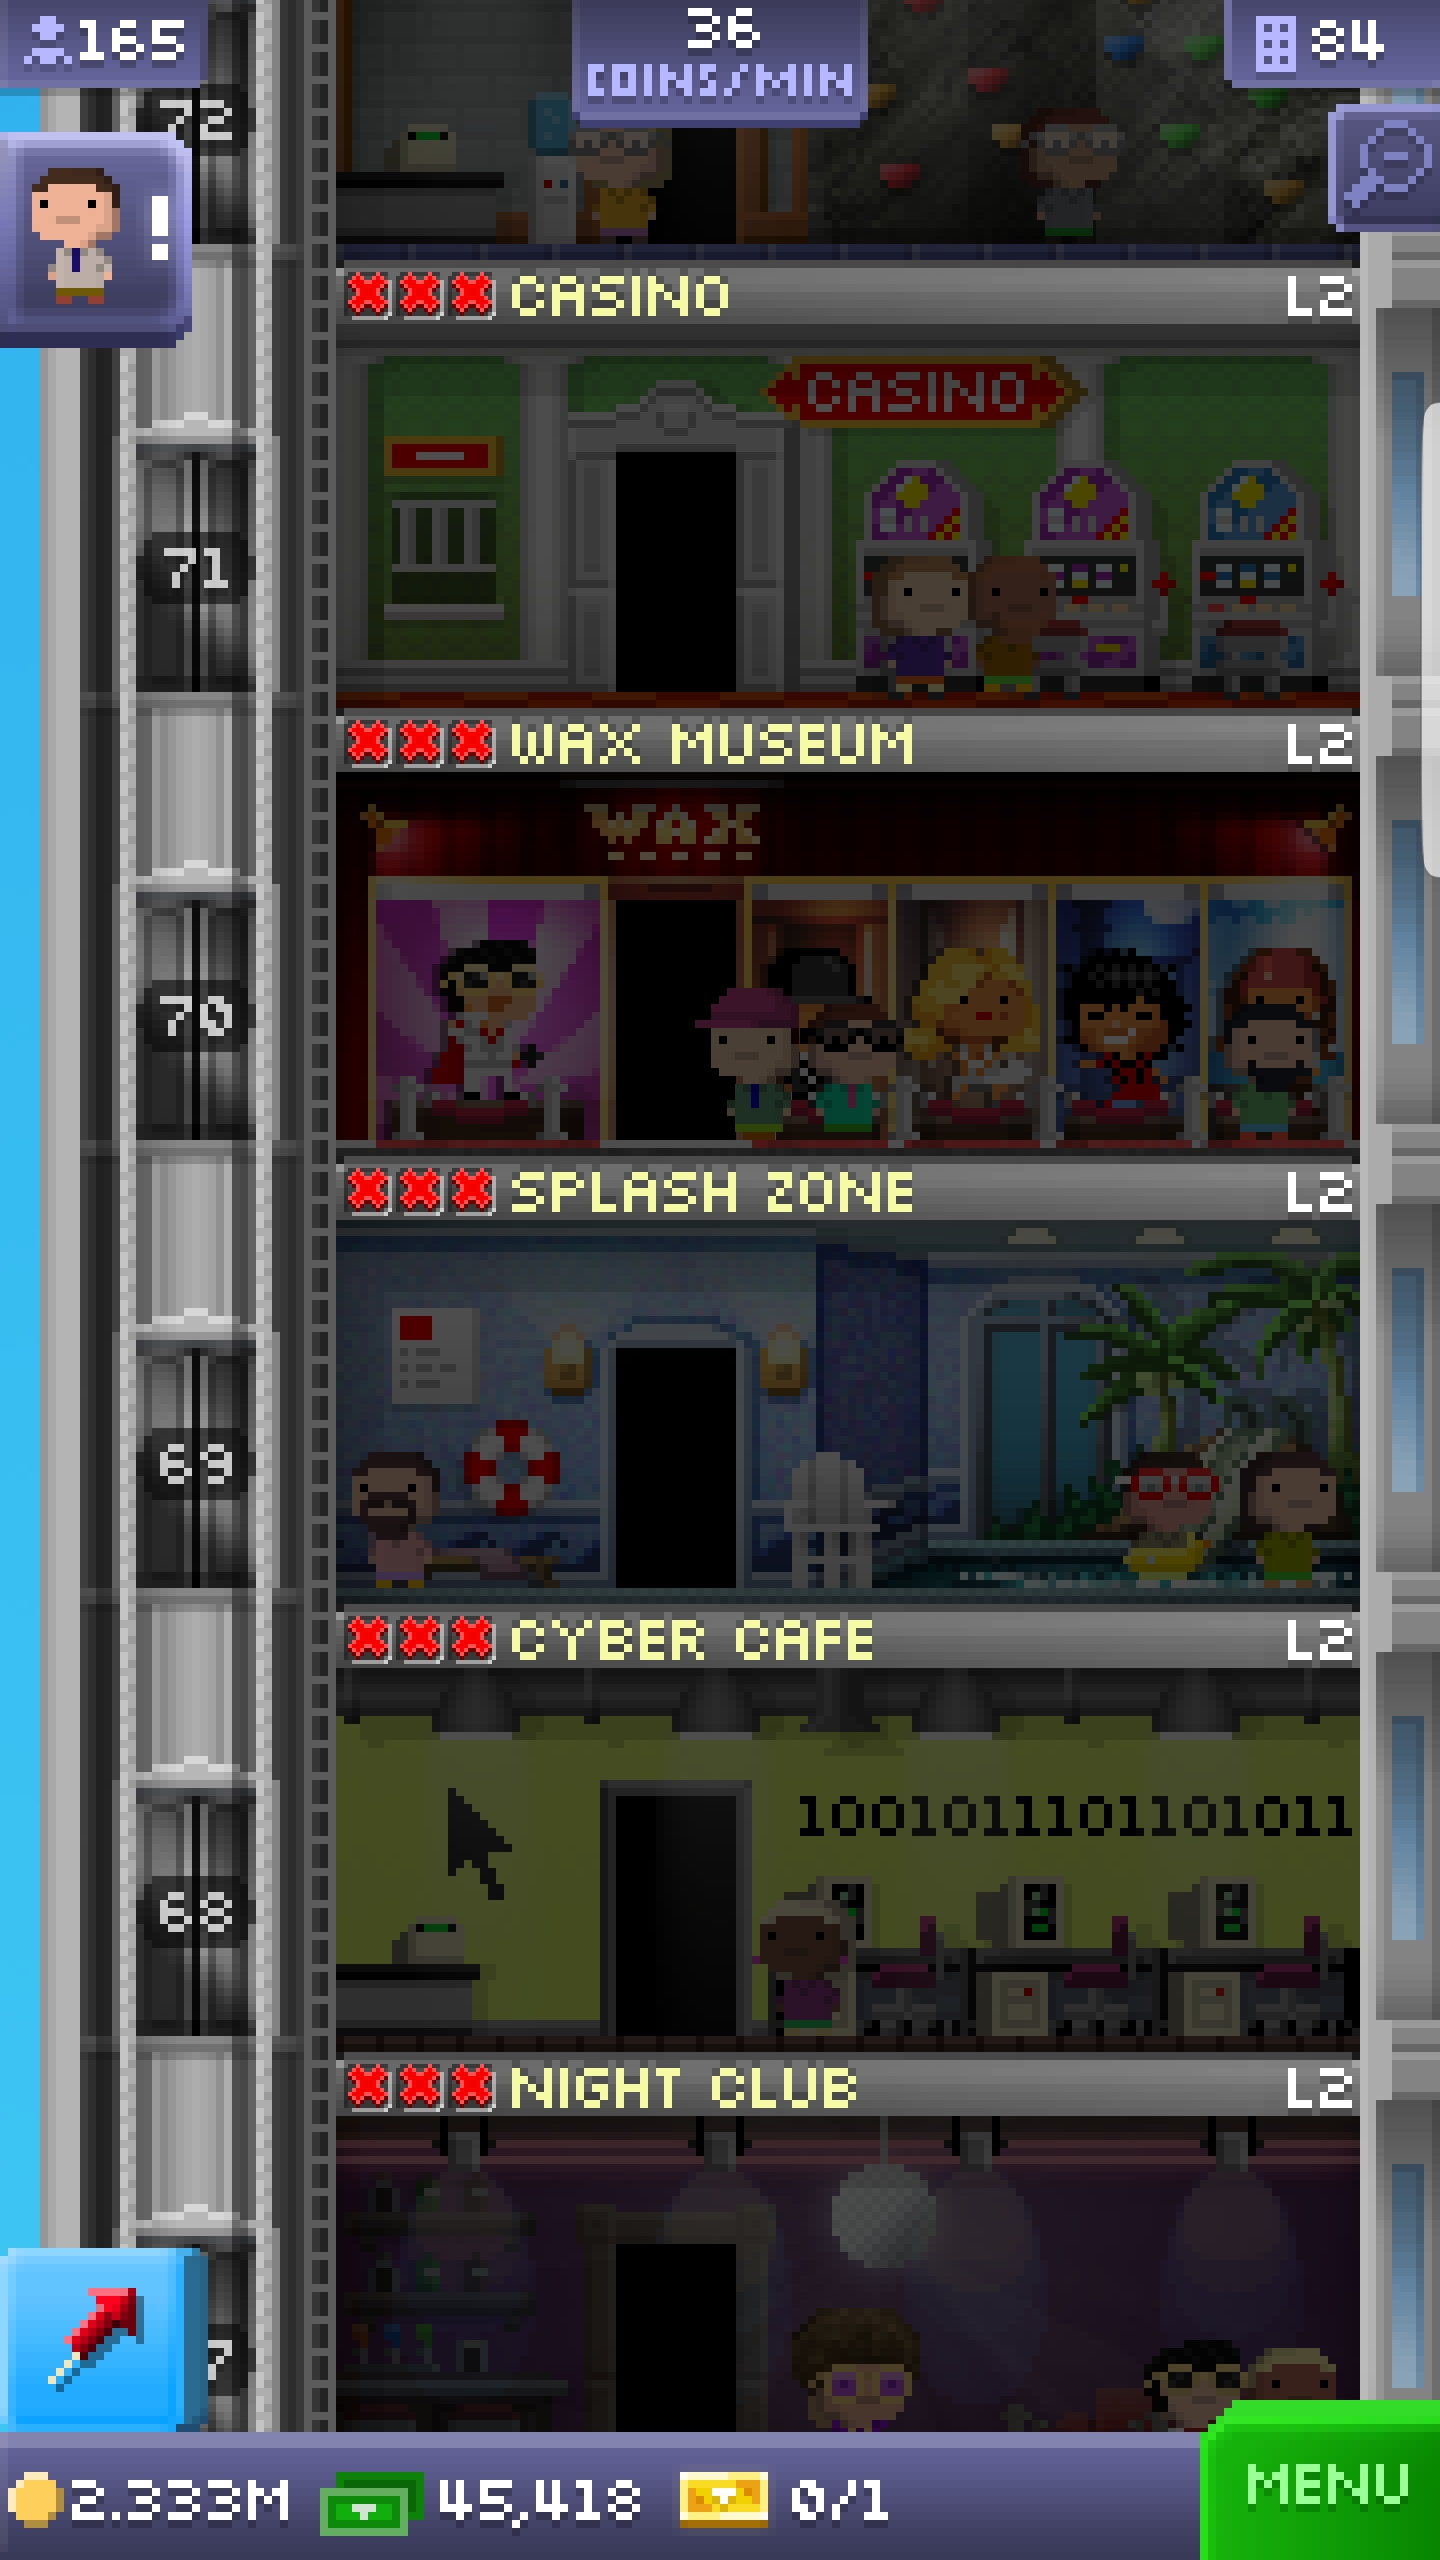 165
36
COINS/MIN
84
72
!
CASINO L2
CASINO
71
WAX MUSEUM L2
WAX
70
SPLASH ZONE L2
69
CYBER CAFE L2
1001011101101011
68
NIGHT CLUB L2
7
2.333M 45,418 0/1
MENU